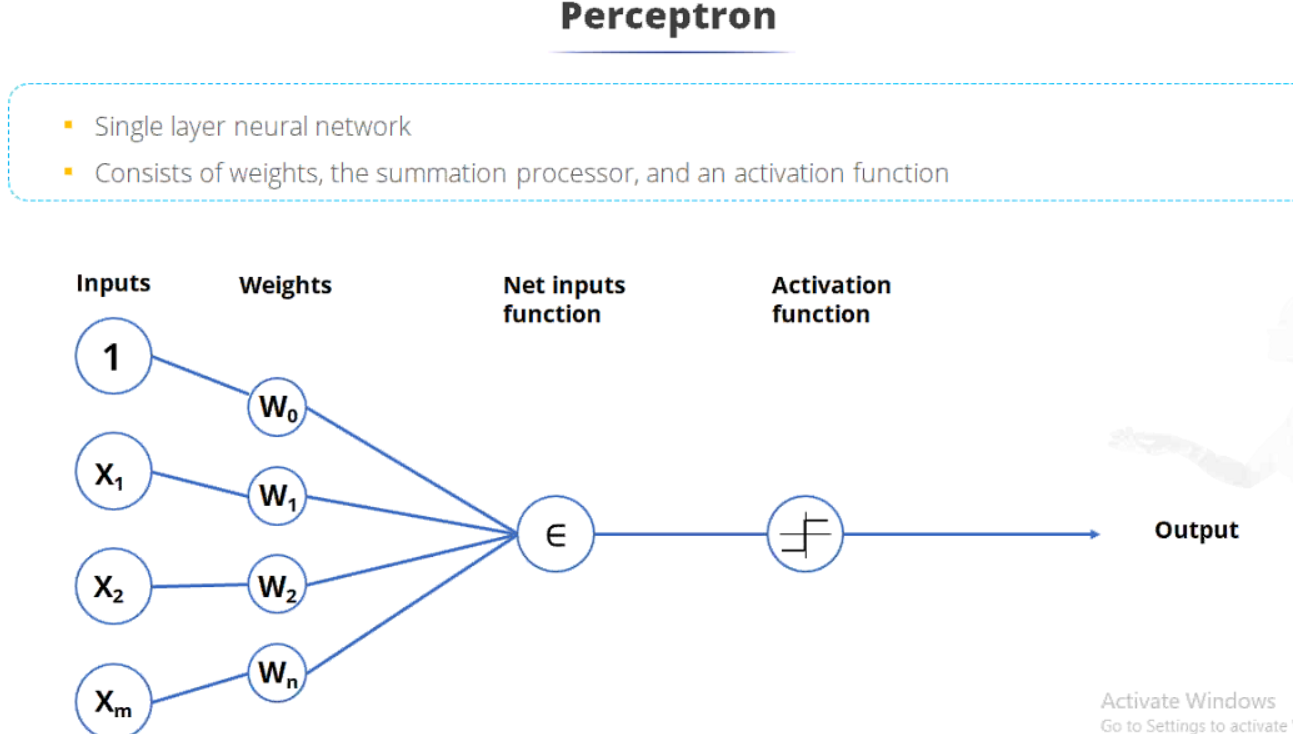 Perceptron
Single layer neural network
Consists of weights, the summation processor, and an activation function
Inputs
Weights
Net inputs
function
Activation
function
1
W₀
X₁
W₁
∈
Output
X₂
W₂
Xₘ
Wₙ
Activate Windows
Go to Settings to activate